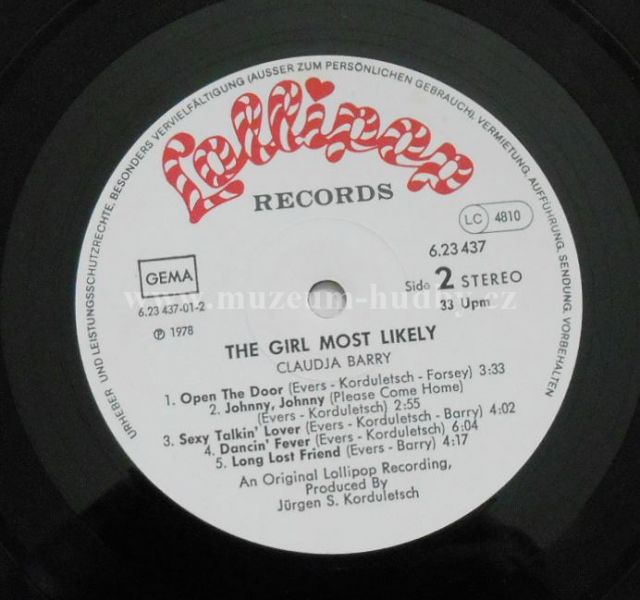 URHEBER UND LEISTUNGSSCHUTZRECHTE, BESONDERS VERVIELFÄLTIGUNG (AUSSER ZUM PERSÖNLICHEN GEBRAUCH), VERMIETUNG, AUFFÜHRUNG, SENDUNG, VORBEHALTEN
Lollipop
RECORDS
LC 4810
6.23 437
GEMA
Side 2 STEREO
33 Upm
6.23 437-01-2
℗ 1978
www.muzeum-hudby.cz
THE GIRL MOST LIKELY
CLAUDJA BARRY
1. Open The Door (Evers - Korduletsch - Forsey) 3:33
2. Johnny, Johnny (Please Come Home)
(Evers - Korduletsch) 2:55
3. Sexy Talkin' Lover (Evers - Korduletsch - Barry) 4:02
4. Dancin' Fever (Evers - Korduletsch) 6:04
5. Long Lost Friend (Evers - Barry) 4:17
An Original Lollipop Recording,
Produced By
Jürgen S. Korduletsch